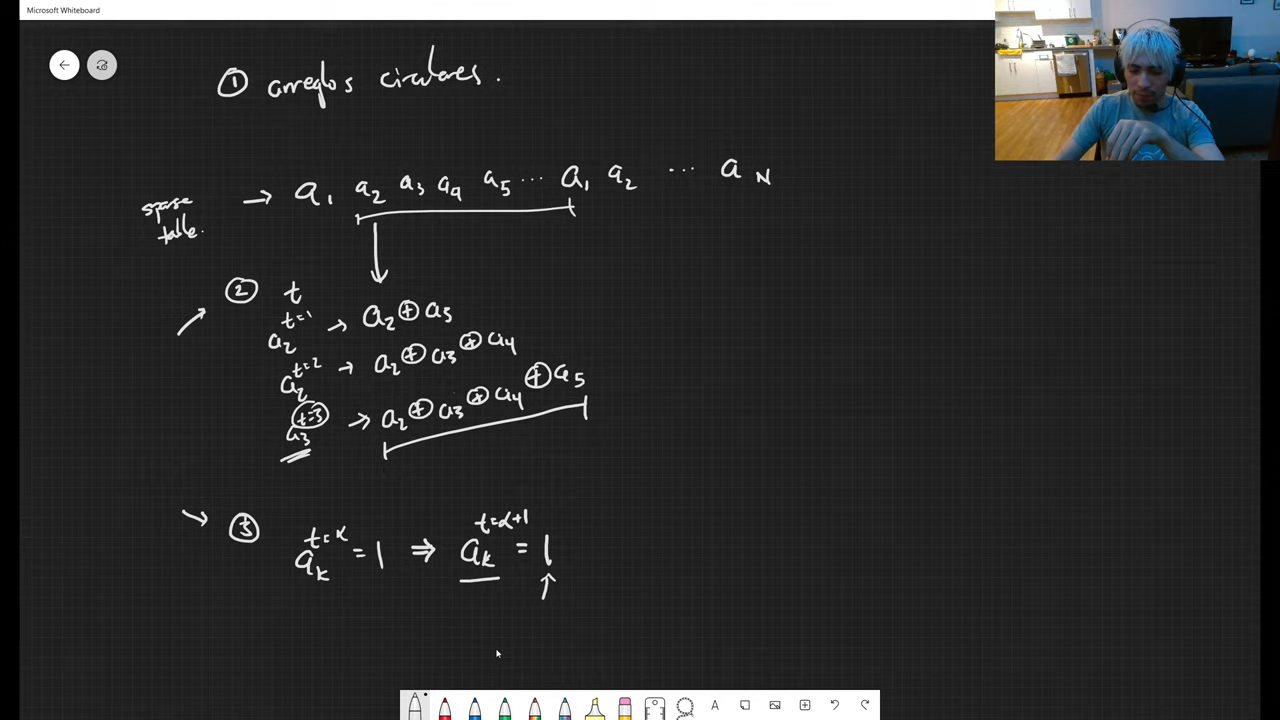 Microsoft Whiteboard
① arreglos circulares.
sparse table. → a₁ a₂ a₃ a₄ a₅ ... a₁ a₂ ... a N
② t
a₂ t=1 → a₂ ⊕ a₃
a₂ t=2 → a₂ ⊕ a₃ ⊕ a₄
a₃ t=3 → a₂ ⊕ a₃ ⊕ a₄ ⊕ a₅
③ aₖ t=α = 1 ⇒ aₖ t=α+1 = 1